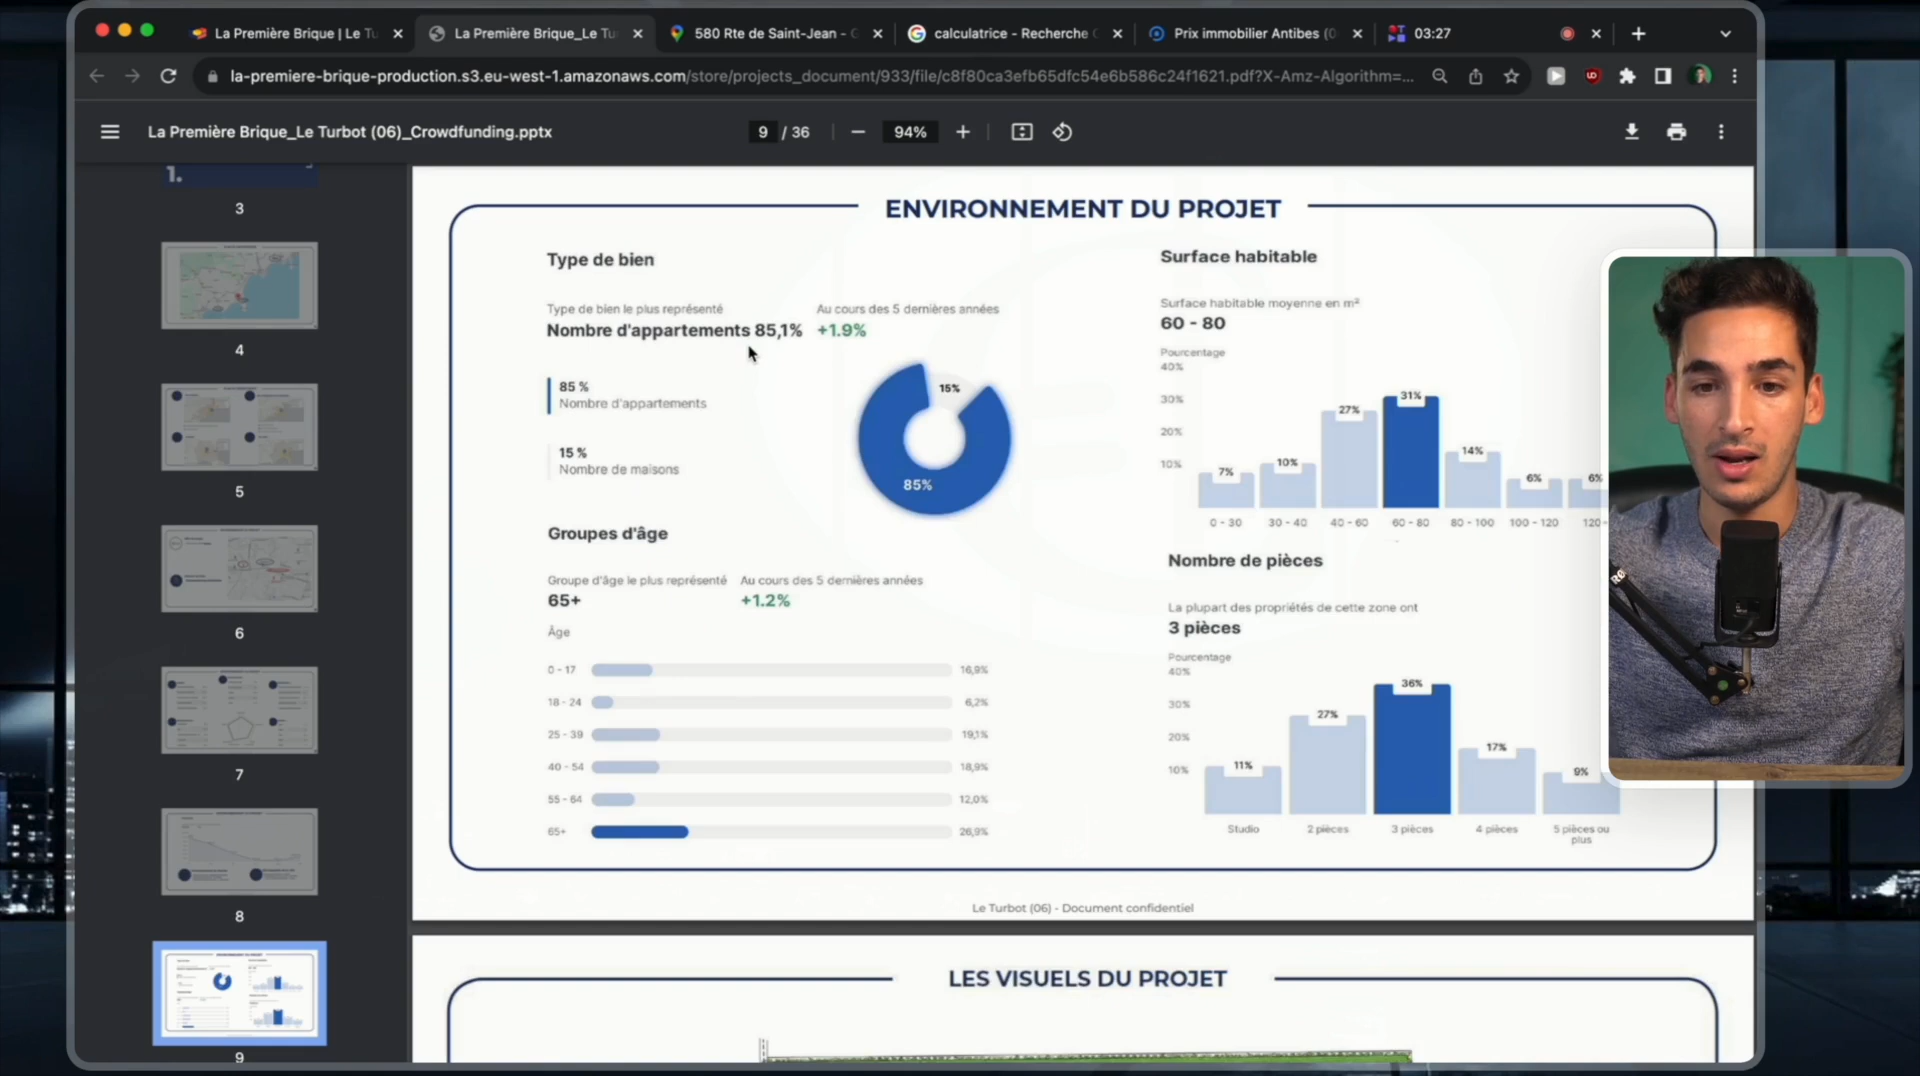 La Première Brique | Le Tu
La Première Brique_Le Tu
580 Rte de Saint-Jean - G
calculatrice - Recherche G
Prix immobilier Antibes (0
03:27
la-premiere-brique-production.s3.eu-west-1.amazonaws.com/store/projects_document/933/file/c8f80ca3efb65dfc54e6b586c24f1621.pdf?X-Amz-Algorithm=...
La Première Brique_Le Turbot (06)_Crowdfunding.pptx
9 / 36
94%
1.
3
4
5
6
7
8
9
ENVIRONNEMENT DU PROJET
Type de bien
Type de bien le plus représenté
Nombre d'appartements 85,1%
Au cours des 5 dernières années
+1.9%
85 %
Nombre d'appartements
15 %
Nombre de maisons
15%
85%
Groupes d'âge
Groupe d'âge le plus représenté
65+
Au cours des 5 dernières années
+1.2%
Âge
0 - 17 16,9%
18 - 24 6,2%
25 - 39 19,1%
40 - 54 18,9%
55 - 64 12,0%
65+ 26,9%
Surface habitable
Surface habitable moyenne en m²
60 - 80
Pourcentage
40%
30%
20%
10%
7%
10%
27%
31%
14%
6%
6%
0 - 30
30 - 40
40 - 60
60 - 80
80 - 100
100 - 120
120 -
Nombre de pièces
La plupart des propriétés de cette zone ont
3 pièces
Pourcentage
40%
30%
20%
10%
11%
27%
36%
17%
9%
Studio
2 pièces
3 pièces
4 pièces
5 pièces ou
plus
Le Turbot (06) - Document confidentiel
LES VISUELS DU PROJET